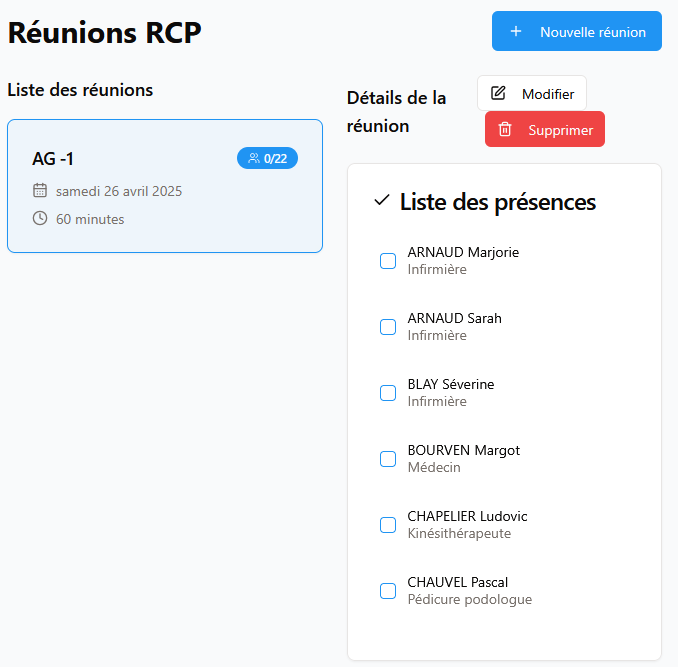 Réunions RCP
Nouvelle réunion
Liste des réunions
AG -1
0/22
samedi 26 avril 2025
60 minutes
Détails de la
réunion
Modifier
Supprimer
Liste des présences
ARNAUD Marjorie
Infirmière
ARNAUD Sarah
Infirmière
BLAY Séverine
Infirmière
BOURVEN Margot
Médecin
CHAPELIER Ludovic
Kinésithérapeute
CHAUVEL Pascal
Pédicure podologue